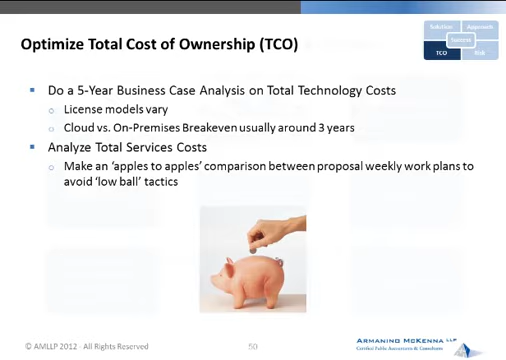 Solution Approach
Success
TCO Risk
Optimize Total Cost of Ownership (TCO)
Do a 5-Year Business Case Analysis on Total Technology Costs
License models vary
Cloud vs. On-Premises Breakeven usually around 3 years
Analyze Total Services Costs
Make an ‘apples to apples’ comparison between proposal weekly work plans to
avoid ‘low ball’ tactics
© AMLLP 2012 - All Rights Reserved
50
ARMANINO MCKENNA LLP
Certified Public Accountants & Consultants